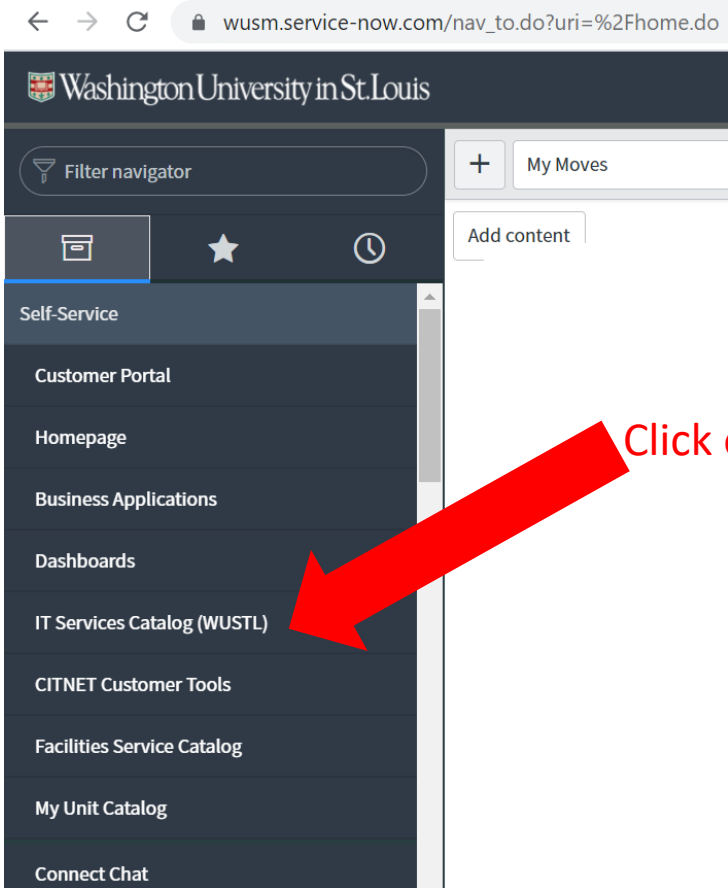 wusm.service-now.com/nav_to.do?uri=%2Fhome.do
Washington University in St. Louis
Filter navigator
My Moves
Add content
Self-Service
Customer Portal
Homepage
Business Applications
Dashboards
IT Services Catalog (WUSTL)
CITNET Customer Tools
Facilities Service Catalog
My Unit Catalog
Connect Chat
Click